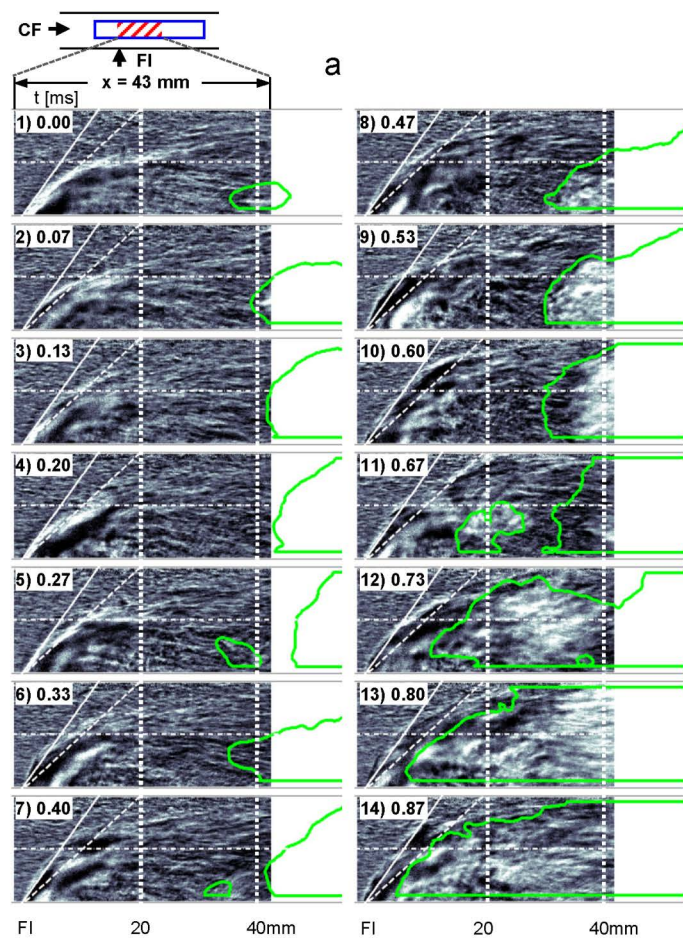 CF
FI
a
x = 43 mm
t [ms]
1) 0.00
2) 0.07
3) 0.13
4) 0.20
5) 0.27
6) 0.33
7) 0.40
FI 20 40mm
8) 0.47
9) 0.53
10) 0.60
11) 0.67
12) 0.73
13) 0.80
14) 0.87
FI 20 40mm